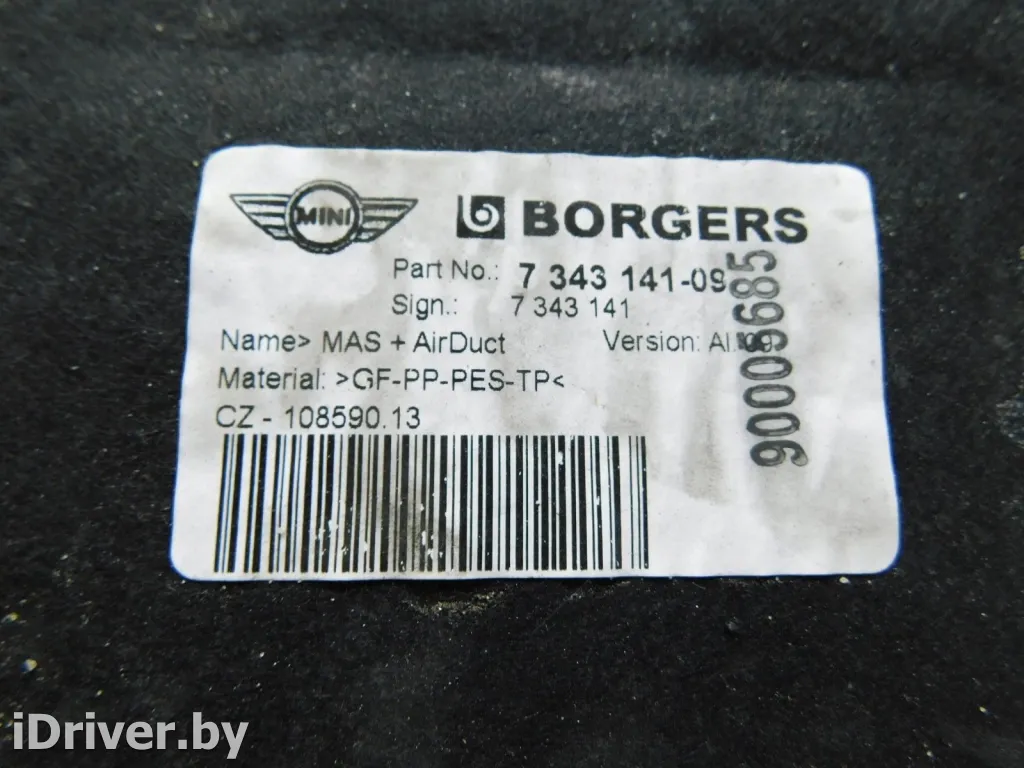 MINI
BORGERS
Part No.: 7 343 141-09
Sign.: 7 343 141
Name> MAS + AirDuct Version: AI:09
Material: >GF-PP-PES-TP<
CZ - 108590.13
900009685
iDriver.by